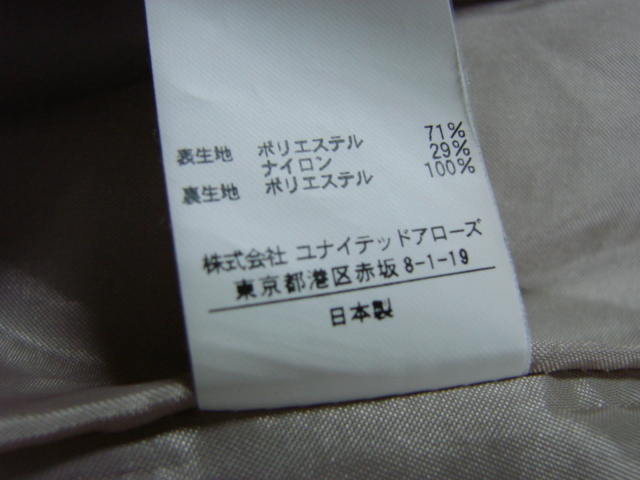 表生地 ポリエステル 71%
ナイロン 29%
裏生地 ポリエステル 100%
株式会社 ユナイテッドアローズ
東京都港区赤坂8-1-19
日本製